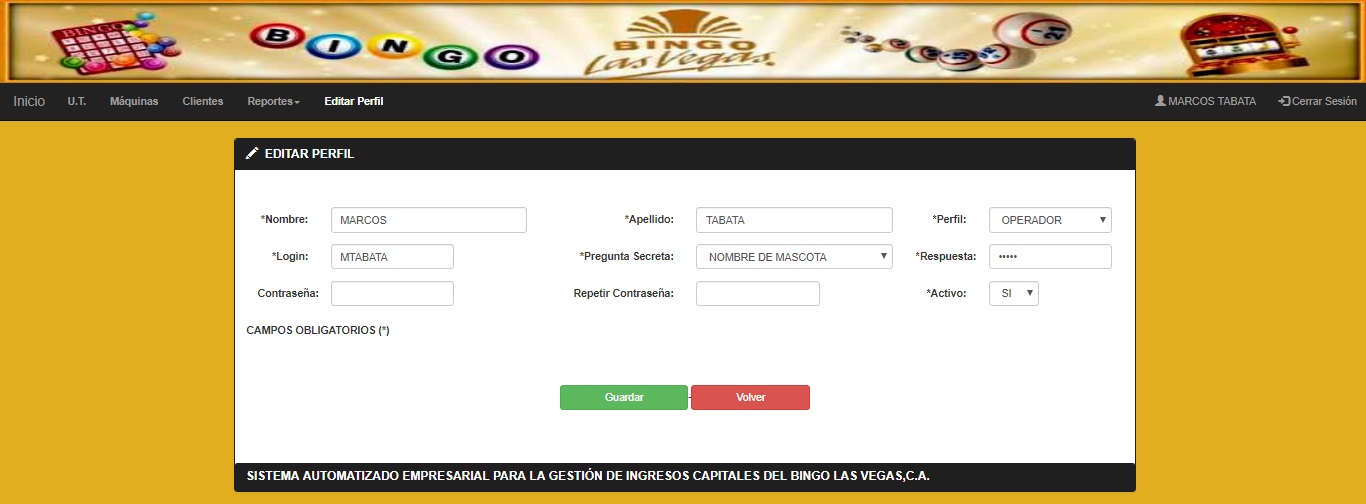 BINGO
BINGO
BINGO
Las Vegas
21
Inicio U.T. Máquinas Clientes Reportes Editar Perfil MARCOS TABATA Cerrar Sesión
EDITAR PERFIL
*Nombre: MARCOS *Apellido: TABATA *Perfil: OPERADOR
*Login: MTABATA *Pregunta Secreta: NOMBRE DE MASCOTA *Respuesta: •••••
Contraseña: Repetir Contraseña: *Activo: SI
CAMPOS OBLIGATORIOS (*)
Guardar Volver
SISTEMA AUTOMATIZADO EMPRESARIAL PARA LA GESTIÓN DE INGRESOS CAPITALES DEL BINGO LAS VEGAS,C.A.